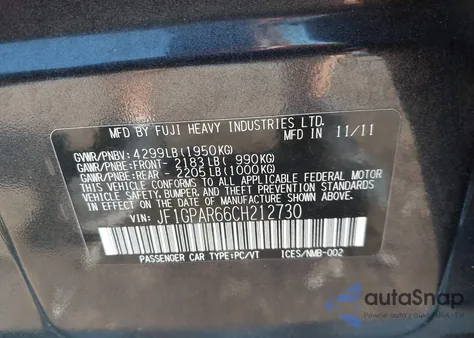 MFD BY FUJI HEAVY INDUSTRIES LTD.
MFD IN 11/11
GVWR/PNBV: 4299LB(1950KG)
GAWR/PNBE:FRONT- 2183LB( 990KG)
GAWR/PNBE:REAR - 2205LB(1000KG)
THIS VEHICLE CONFORMS TO ALL APPLICABLE FEDERAL MOTOR
VEHICLE SAFETY, BUMPER, AND THEFT PREVENTION STANDARDS
IN EFFECT ON THE DATE OF MANUFACTURE SHOWN ABOVE.
VIN: JF1GPAR66CH212730
PASSENGER CAR TYPE:PC/VT ICES/NMB-002
autoSnap